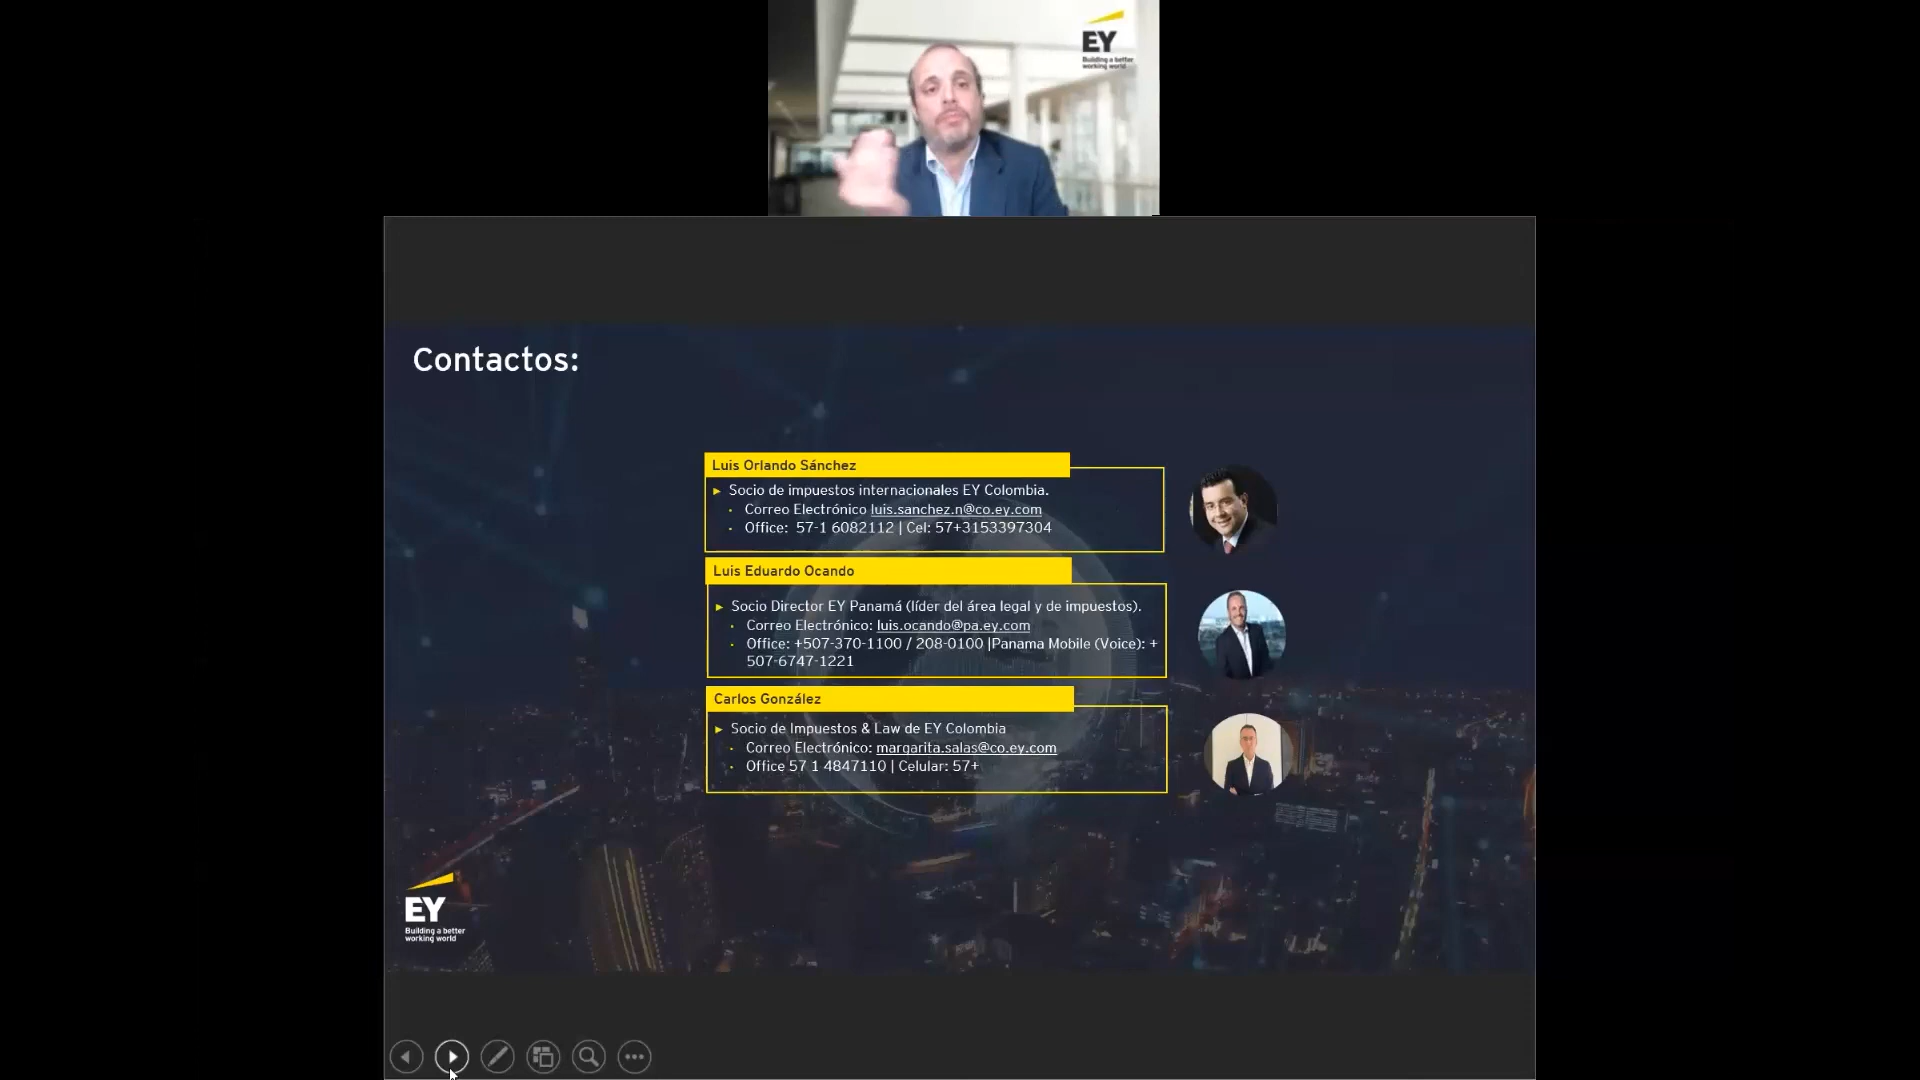 EY
Building a better
working world
Contactos:
Luis Orlando Sánchez
► Socio de impuestos internacionales EY Colombia.
• Correo Electrónico luis.sanchez.n@co.ey.com
• Office: 57-1 6082112 | Cel: 57+3153397304
Luis Eduardo Ocando
► Socio Director EY Panamá (líder del área legal y de impuestos).
• Correo Electrónico: luis.ocando@pa.ey.com
• Office: +507-370-1100 / 208-0100 |Panama Mobile (Voice): +
507-6747-1221
Carlos González
► Socio de Impuestos & Law de EY Colombia
• Correo Electrónico: margarita.salas@co.ey.com
• Office 57 1 4847110 | Celular: 57+
EY
Building a better
working world